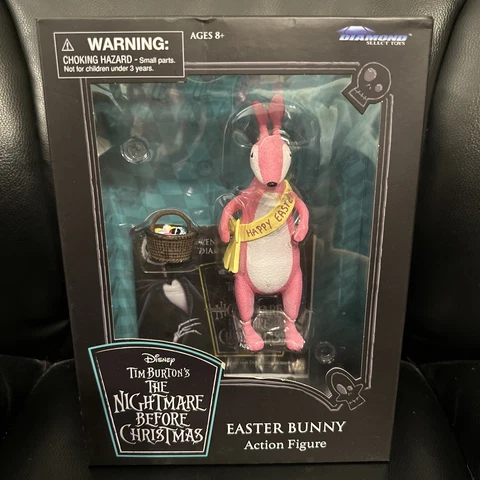 WARNING:
CHOKING HAZARD - Small parts.
Not for children under 3 years.
AGES 8+
DIAMOND
SELECT TOYS
HAPPY EASTER
Disney
TIM BURTON'S
THE
NIGHTMARE
BEFORE
CHRISTMAS
EASTER BUNNY
Action Figure